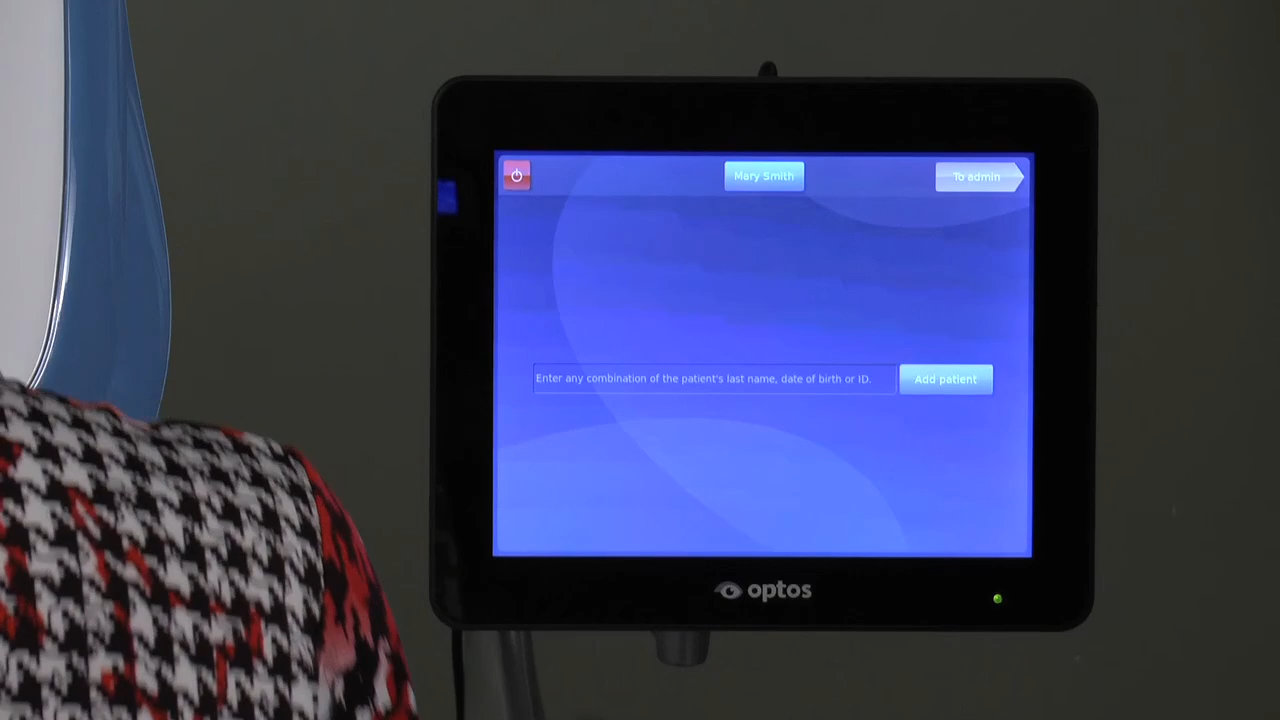 Mary Smith
To admin
Enter any combination of the patient's last name, date of birth or ID.
Add patient
optos